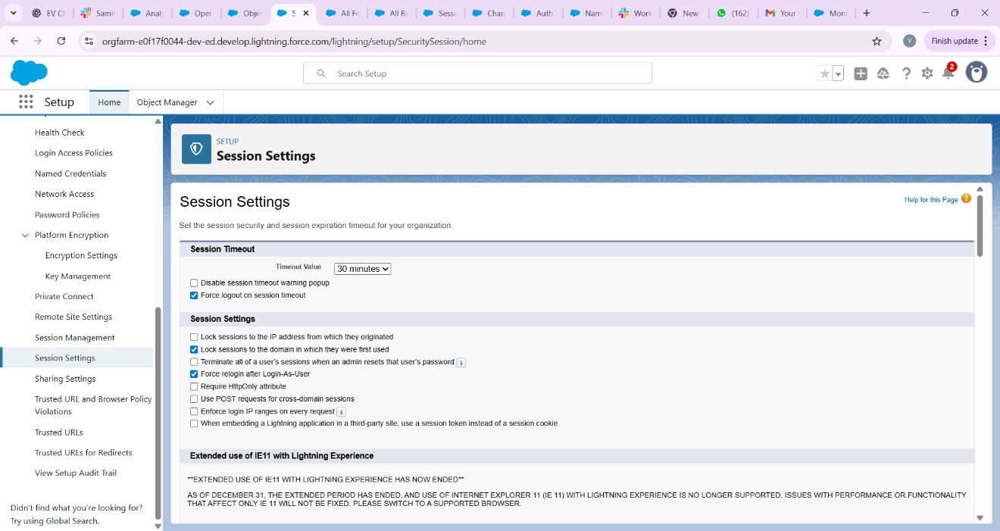 EV Cl
Samik
Analy
Oper
Obje
S
All Fo
All Re
Sessio
Char
Auth.
Name
Work
New
(162)
Your
Mont
orgfarm-e0f17f0044-dev-ed.develop.lightning.force.com/lightning/setup/SecuritySession/home
Y
Finish update
Search Setup
2
Setup
Home
Object Manager
Health Check
Login Access Policies
Named Credentials
Network Access
Password Policies
Platform Encryption
Encryption Settings
Key Management
Private Connect
Remote Site Settings
Session Management
Session Settings
Sharing Settings
Trusted URL and Browser Policy
Violations
Trusted URLs
Trusted URLs for Redirects
View Setup Audit Trail
Didn't find what you're looking for?
Try using Global Search.
SETUP
Session Settings
Session Settings
Help for this Page ?
Set the session security and session expiration timeout for your organization.
Session Timeout
Timeout Value 30 minutes
Disable session timeout warning popup
Force logout on session timeout
Session Settings
Lock sessions to the IP address from which they originated
Lock sessions to the domain in which they were first used
Terminate all of a user's sessions when an admin resets that user's password i
Force relogin after Login-As-User
Require HttpOnly attribute
Use POST requests for cross-domain sessions
Enforce login IP ranges on every request i
When embedding a Lightning application in a third-party site, use a session token instead of a session cookie.
Extended use of IE11 with Lightning Experience
**EXTENDED USE OF IE11 WITH LIGHTNING EXPERIENCE HAS NOW ENDED**
AS OF DECEMBER 31, THE EXTENDED PERIOD HAS ENDED, AND USE OF INTERNET EXPLORER 11 (IE 11) WITH LIGHTNING EXPERIENCE IS NO LONGER SUPPORTED. ISSUES WITH PERFORMANCE OR FUNCTIONALITY
THAT AFFECT ONLY IE 11 WILL NOT BE FIXED. PLEASE SWITCH TO A SUPPORTED BROWSER.